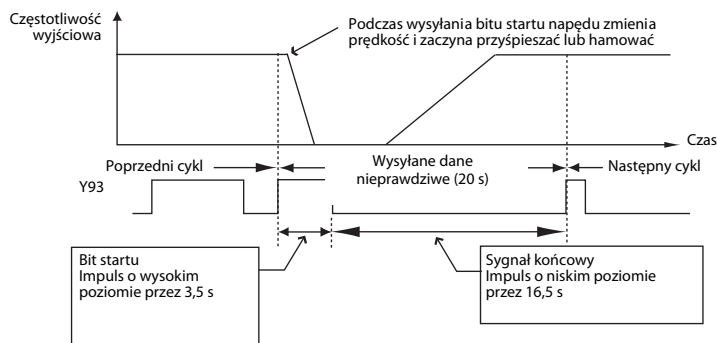 Częstotliwość
wyjściowa
Podczas wysyłania bitu startu napędu zmienia
prędkość i zaczyna przyśpieszać lub hamować
Czas
Poprzedni cykl
Wysyłane dane
nieprawdziwe (20 s)
Następny cykl
Y93
Bit startu
Impuls o wysokim
poziomie przez 3,5 s
Sygnał końcowy
Impuls o niskim poziomie
przez 16,5 s